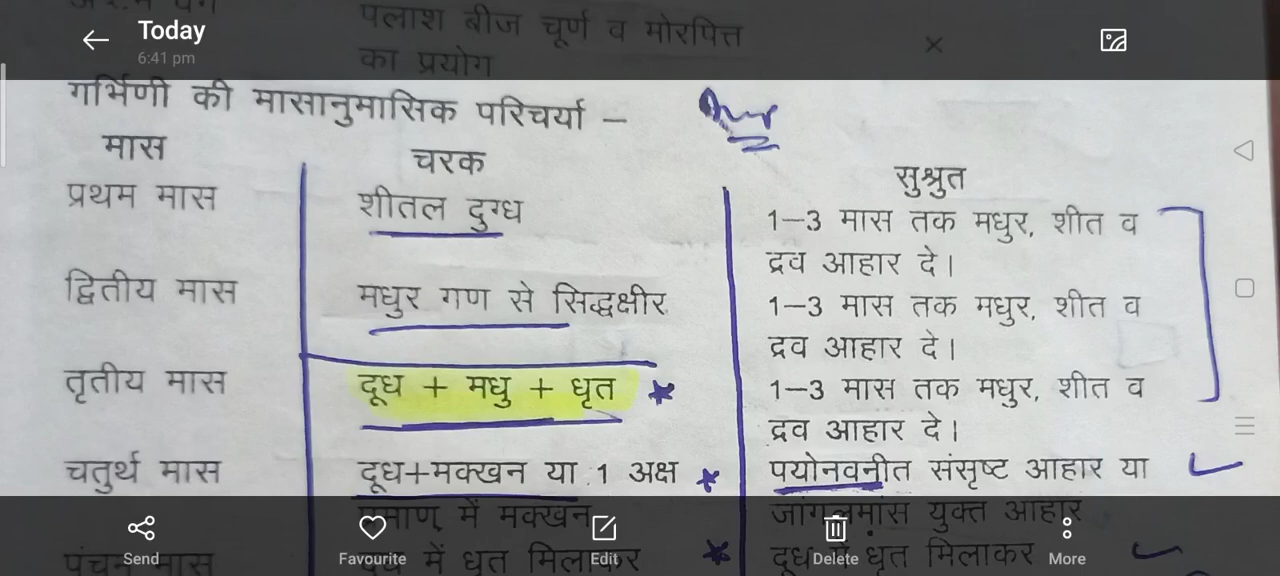 Today
6:41 pm
पलाश बीज चूर्ण व मोरपित्त ×
का प्रयोग
गर्भिणी की मासानुमासिक परिचर्या –
मास चरक सुश्रुत
प्रथम मास शीतल दुग्ध 1–3 मास तक मधुर, शीत व
द्रव आहार दे।
द्वितीय मास मधुर गण से सिद्धक्षीर 1–3 मास तक मधुर, शीत व
द्रव आहार दे।
तृतीय मास दूध + मधु + धृत 1–3 मास तक मधुर, शीत व
द्रव आहार दे।
चतुर्थ मास दूध+मक्खन या 1 अक्ष पयोनवनीत संसृष्ट आहार या
प्रमाण में मक्खन जांगलमांस युक्त आहार
पंचम मास दूध में धृत मिलाकर दूध में धृत मिलाकर
Send Favourite Edit Delete More